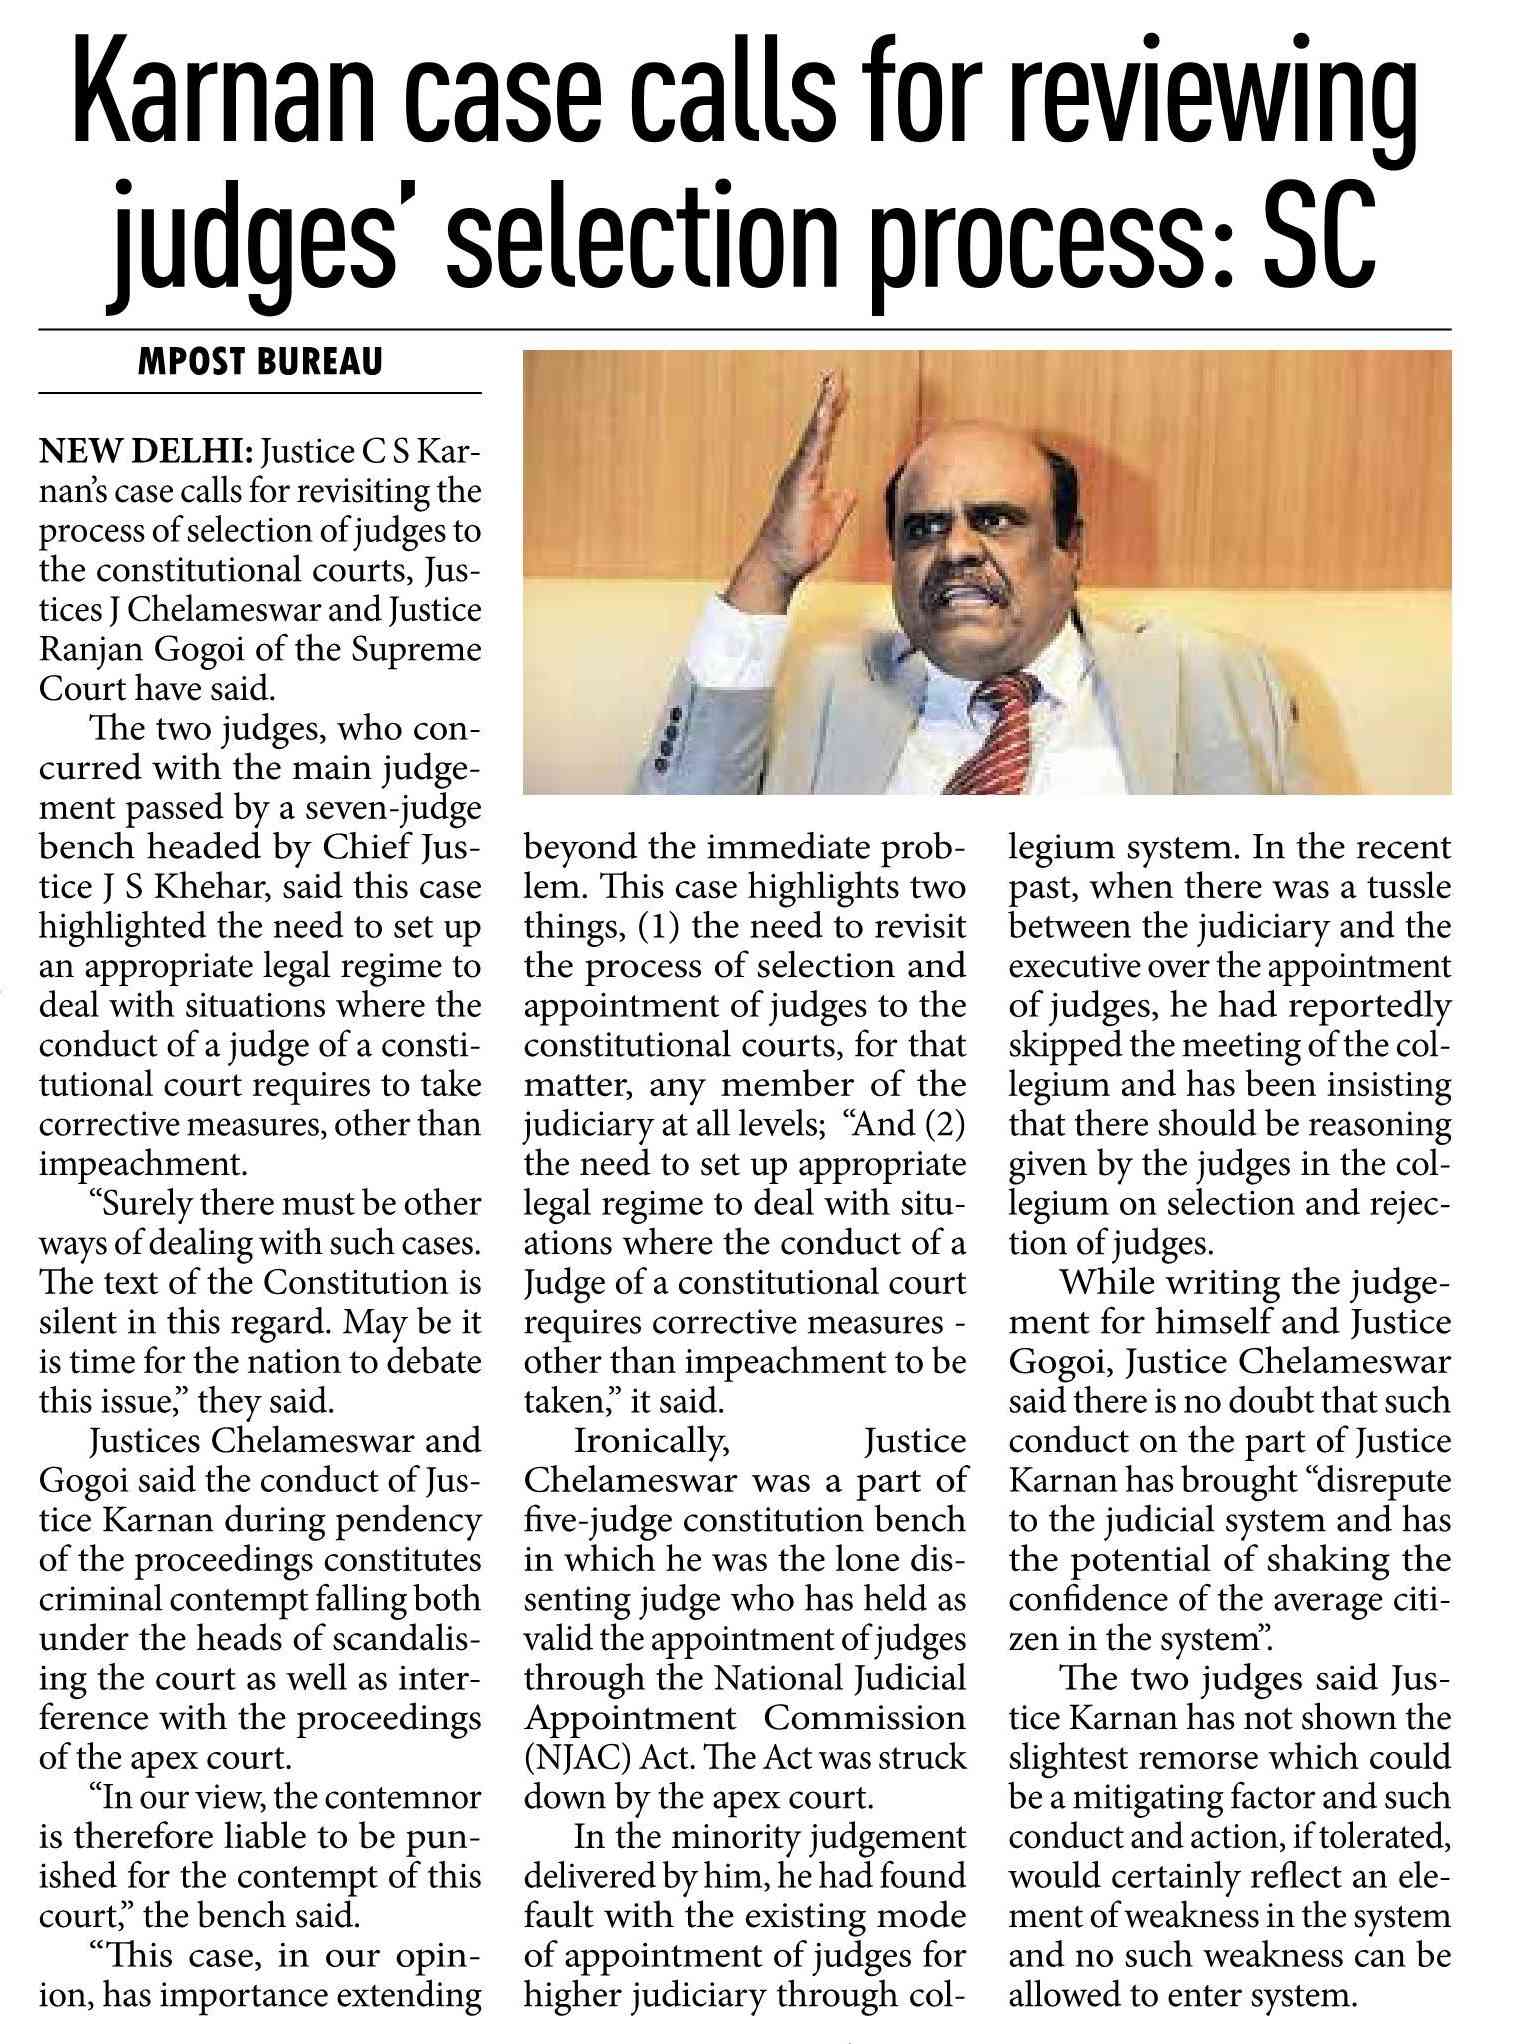 Karnan case calls for reviewing
judges’ selection process: SC
MPOST BUREAU
NEW DELHI: Justice C S Kar-
nan’s case calls for revisiting the
process of selection of judges to
the constitutional courts, Jus-
tices J Chelameswar and Justice
Ranjan Gogoi of the Supreme
Court have said.
The two judges, who con-
curred with the main judge-
ment passed by a seven-judge
bench headed by Chief Jus-
tice J S Khehar, said this case
highlighted the need to set up
an appropriate legal regime to
deal with situations where the
conduct of a judge of a consti-
tutional court requires to take
corrective measures, other than
impeachment.
“Surely there must be other
ways of dealing with such cases.
The text of the Constitution is
silent in this regard. May be it
is time for the nation to debate
this issue,” they said.
Justices Chelameswar and
Gogoi said the conduct of Jus-
tice Karnan during pendency
of the proceedings constitutes
criminal contempt falling both
under the heads of scandalis-
ing the court as well as inter-
ference with the proceedings
of the apex court.
“In our view, the contemnor
is therefore liable to be pun-
ished for the contempt of this
court,” the bench said.
“This case, in our opin-
ion, has importance extending
beyond the immediate prob-
lem. This case highlights two
things, (1) the need to revisit
the process of selection and
appointment of judges to the
constitutional courts, for that
matter, any member of the
judiciary at all levels; “And (2)
the need to set up appropriate
legal regime to deal with situ-
ations where the conduct of a
Judge of a constitutional court
requires corrective measures -
other than impeachment to be
taken,” it said.
Ironically, Justice
Chelameswar was a part of
five-judge constitution bench
in which he was the lone dis-
senting judge who has held as
valid the appointment of judges
through the National Judicial
Appointment Commission
(NJAC) Act. The Act was struck
down by the apex court.
In the minority judgement
delivered by him, he had found
fault with the existing mode
of appointment of judges for
higher judiciary through col-
legium system. In the recent
past, when there was a tussle
between the judiciary and the
executive over the appointment
of judges, he had reportedly
skipped the meeting of the col-
legium and has been insisting
that there should be reasoning
given by the judges in the col-
legium on selection and rejec-
tion of judges.
While writing the judge-
ment for himself and Justice
Gogoi, Justice Chelameswar
said there is no doubt that such
conduct on the part of Justice
Karnan has brought “disrepute
to the judicial system and has
the potential of shaking the
confidence of the average citi-
zen in the system”.
The two judges said Jus-
tice Karnan has not shown the
slightest remorse which could
be a mitigating factor and such
conduct and action, if tolerated,
would certainly reflect an ele-
ment of weakness in the system
and no such weakness can be
allowed to enter system.